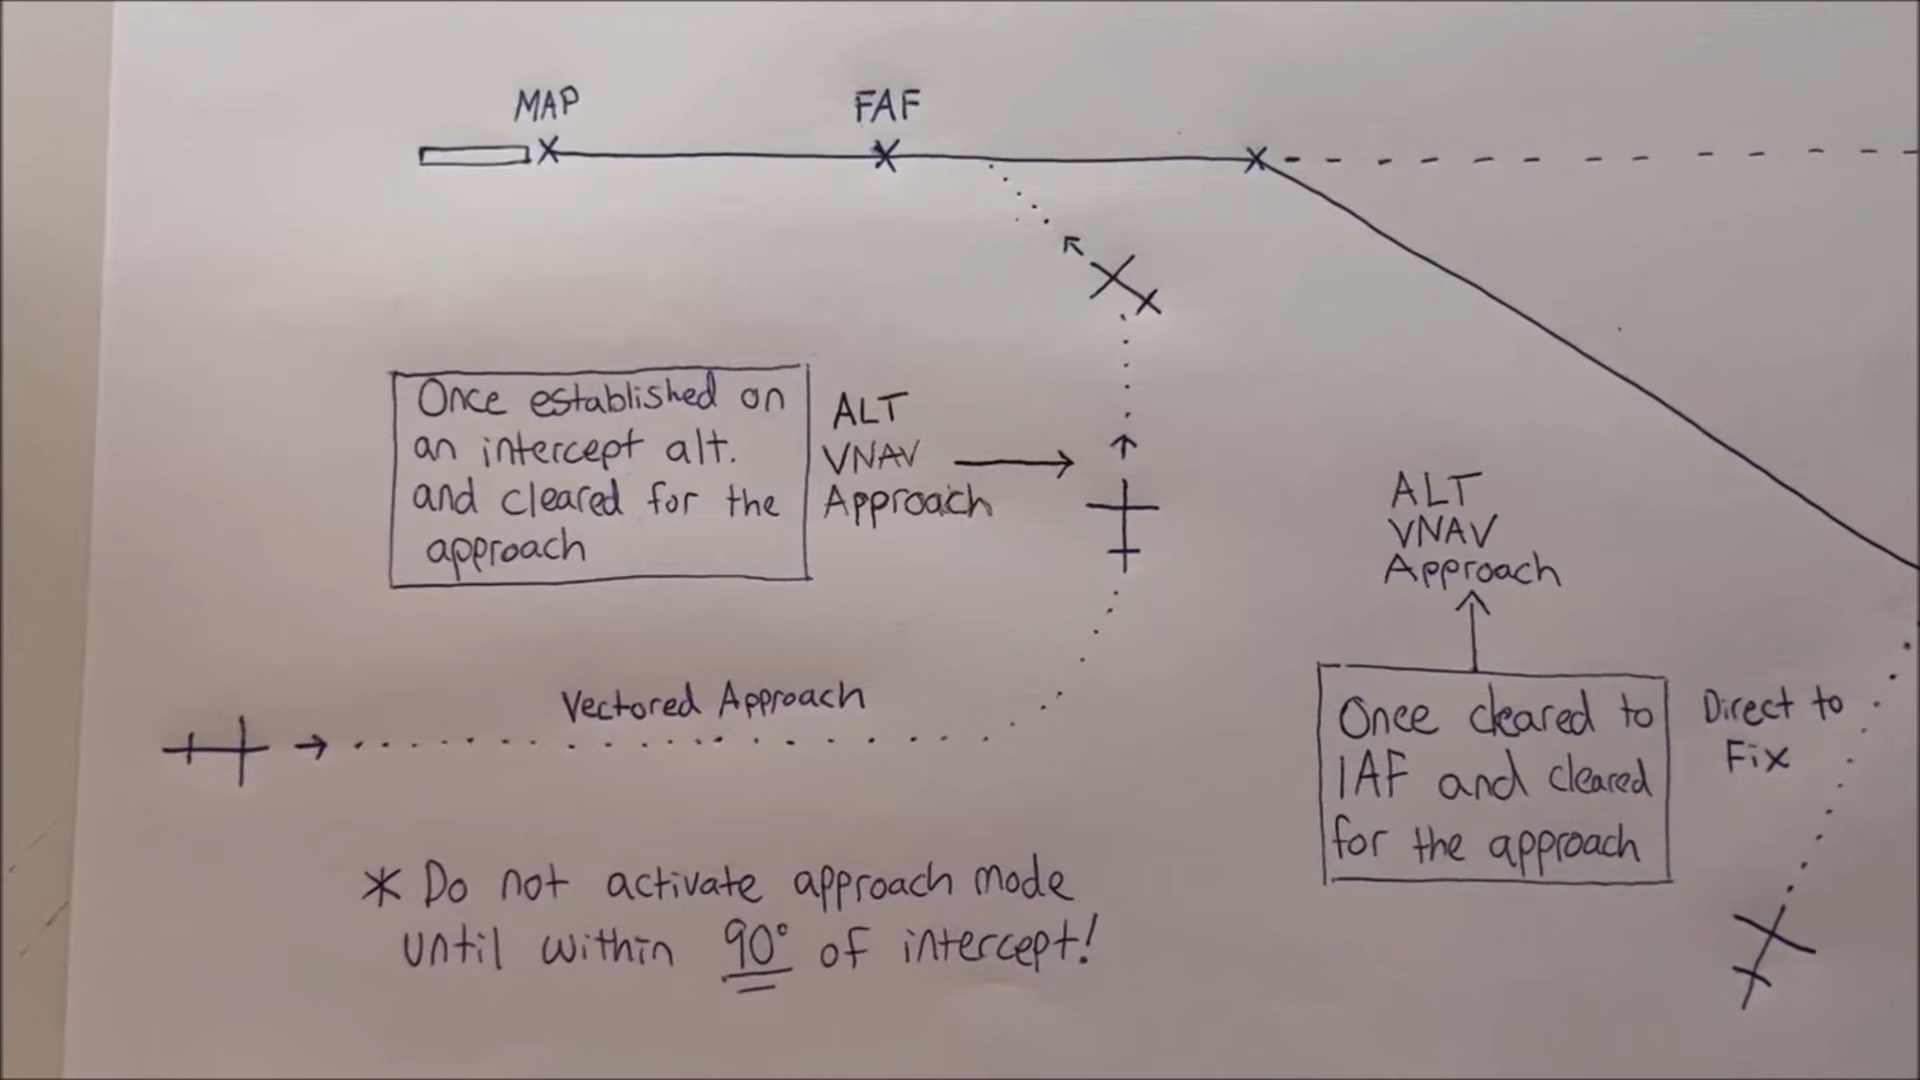 MAP
FAF
Once established on
an intercept alt.
and cleared for the
approach
ALT
VNAV
Approach
ALT
VNAV
Approach
Vectored Approach
Once cleared to
IAF and cleared
for the approach
Direct to
Fix
* Do not activate approach mode
until within 90° of intercept!